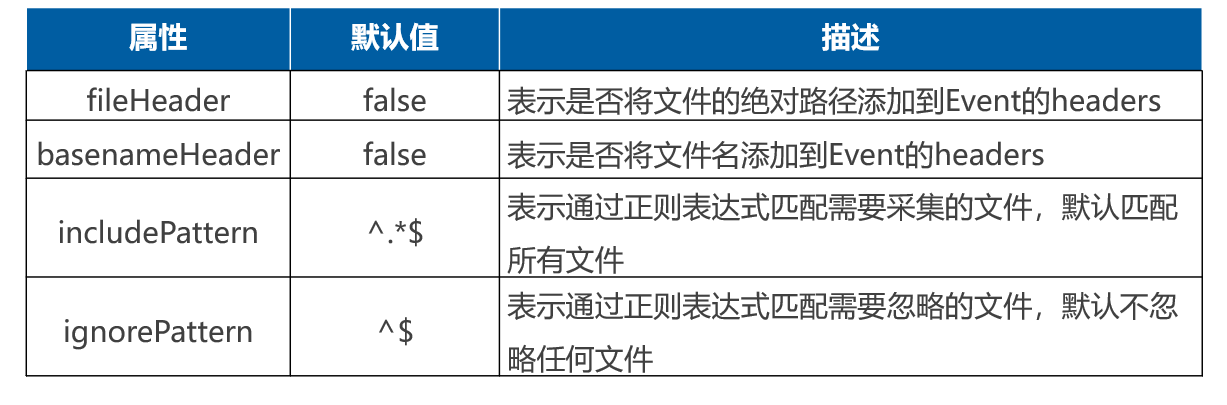 属性 默认值 描述
fileHeader false 表示是否将文件的绝对路径添加到Event的headers
basenameHeader false 表示是否将文件名添加到Event的headers
includePattern ^.*$ 表示通过正则表达式匹配需要采集的文件，默认匹配
所有文件
ignorePattern ^$ 表示通过正则表达式匹配需要忽略的文件，默认不忽
略任何文件